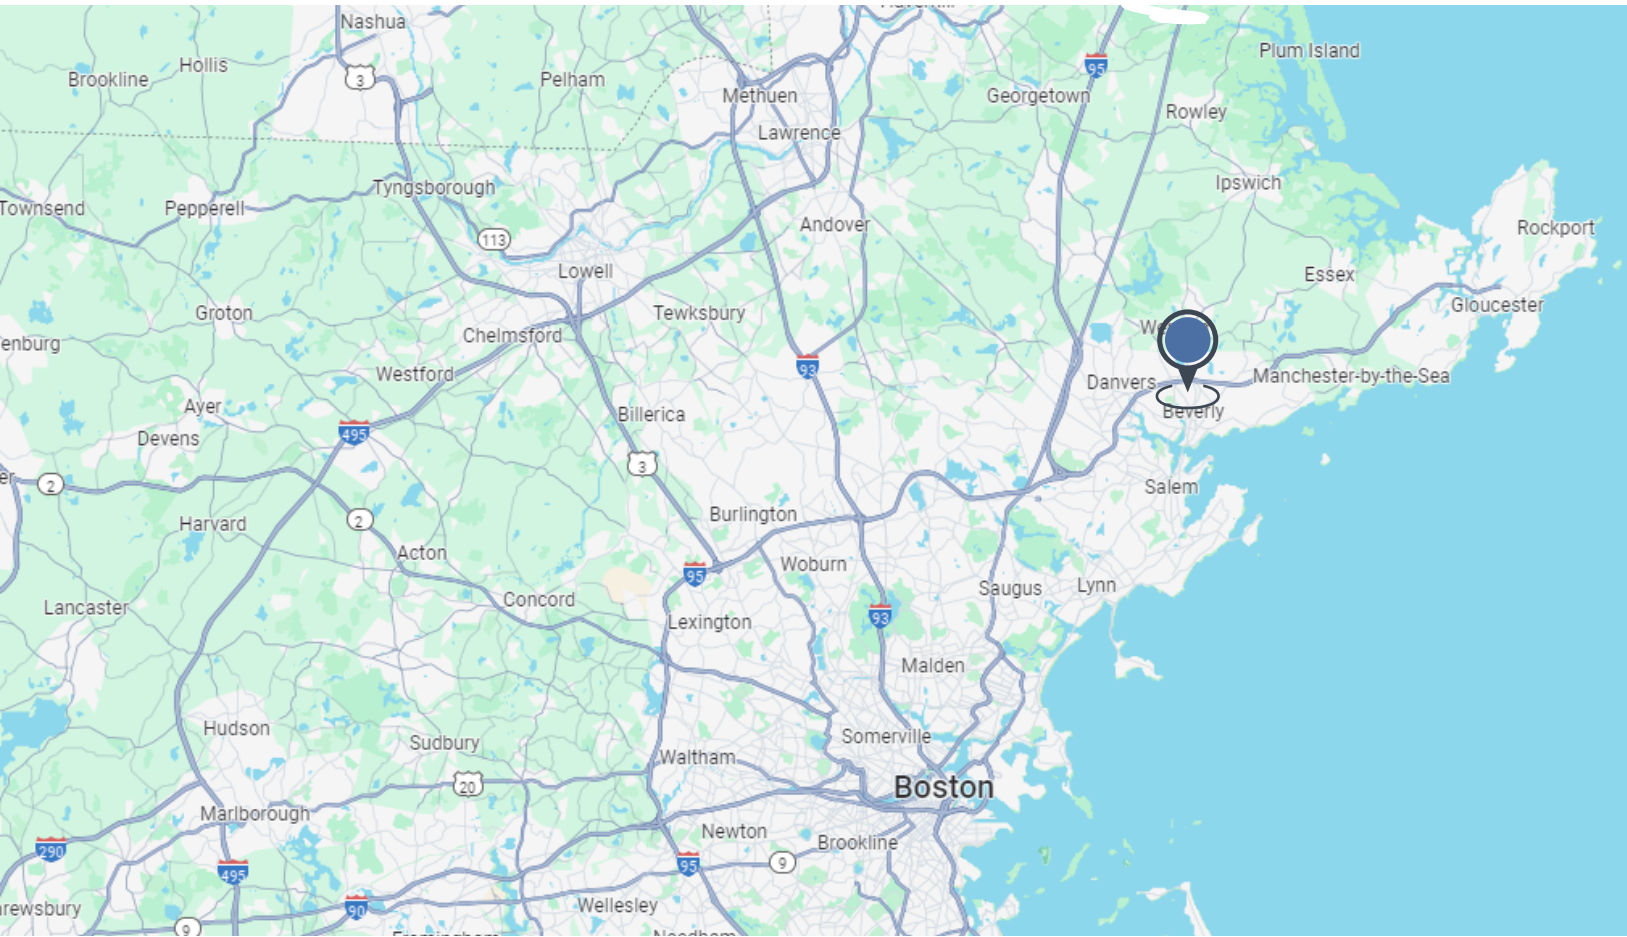 Nashua
Plum Island
Hollis
3
95
Brookline
Pelham
Methuen
Georgetown
Rowley
Lawrence
Tyngsborough
Ipswich
Townsend
Pepperell
Andover
Rockport
113
Lowell
Essex
Groton
Tewksbury
Gloucester
Chelmsford
93
Westford
Danvers
Manchester-by-the-Sea
Ayer
Billerica
Beverly
495
Devens
3
2
Salem
Harvard
2
Burlington
Acton
Woburn
95
Saugus
Lynn
Concord
Lancaster
93
Lexington
Malden
Hudson
Sudbury
Somerville
Waltham
20
Boston
Marlborough
Newton
Brookline
290
95
9
495
90
Wellesley
9